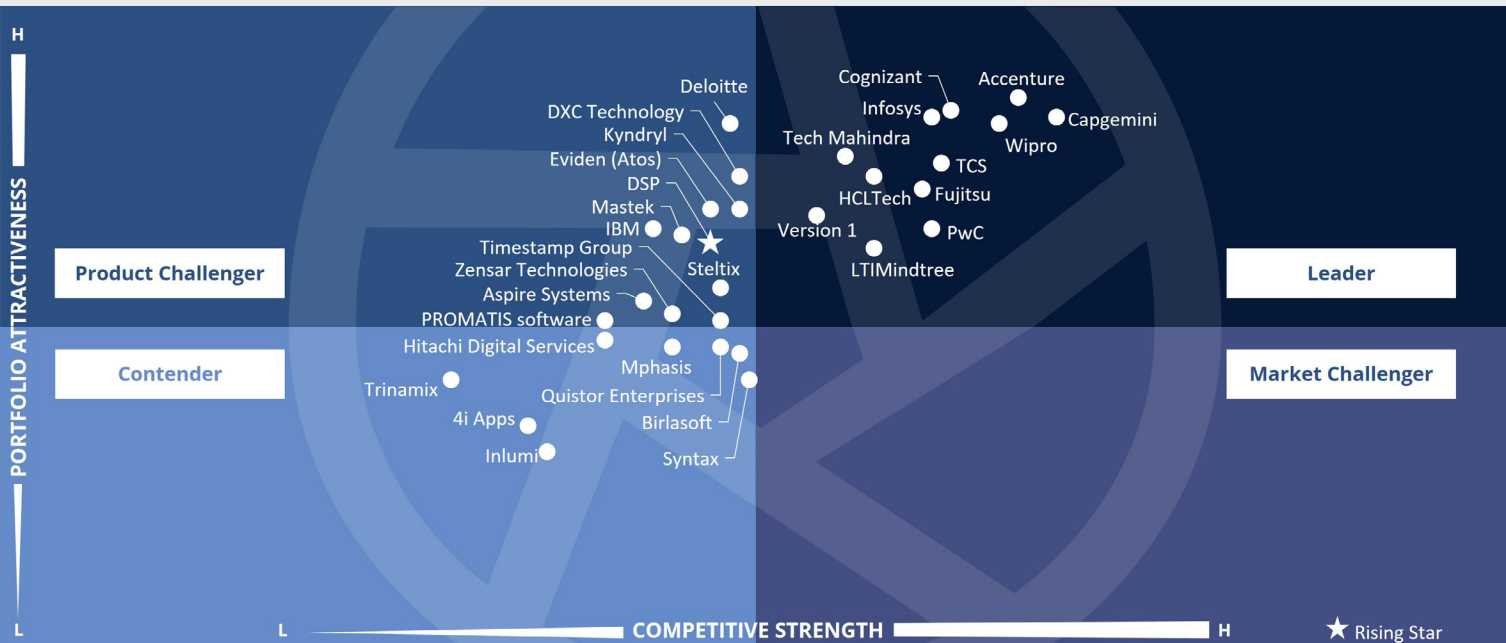 H
PORTFOLIO ATTRACTIVENESS
L
Product Challenger
Contender
Leader
Market Challenger
Deloitte
DXC Technology
Kyndryl
Eviden (Atos)
DSP
Mastek
IBM
Timestamp Group
Steltix
Zensar Technologies
Aspire Systems
PROMATIS software
Hitachi Digital Services
Mphasis
Trinamix
Quistor Enterprises
4i Apps
Birlasoft
Inlumi
Syntax
Cognizant
Accenture
Infosys
Capgemini
Tech Mahindra
Wipro
TCS
HCLTech
Fujitsu
Version 1
PwC
LTIMindtree
L
COMPETITIVE STRENGTH
H
Rising Star